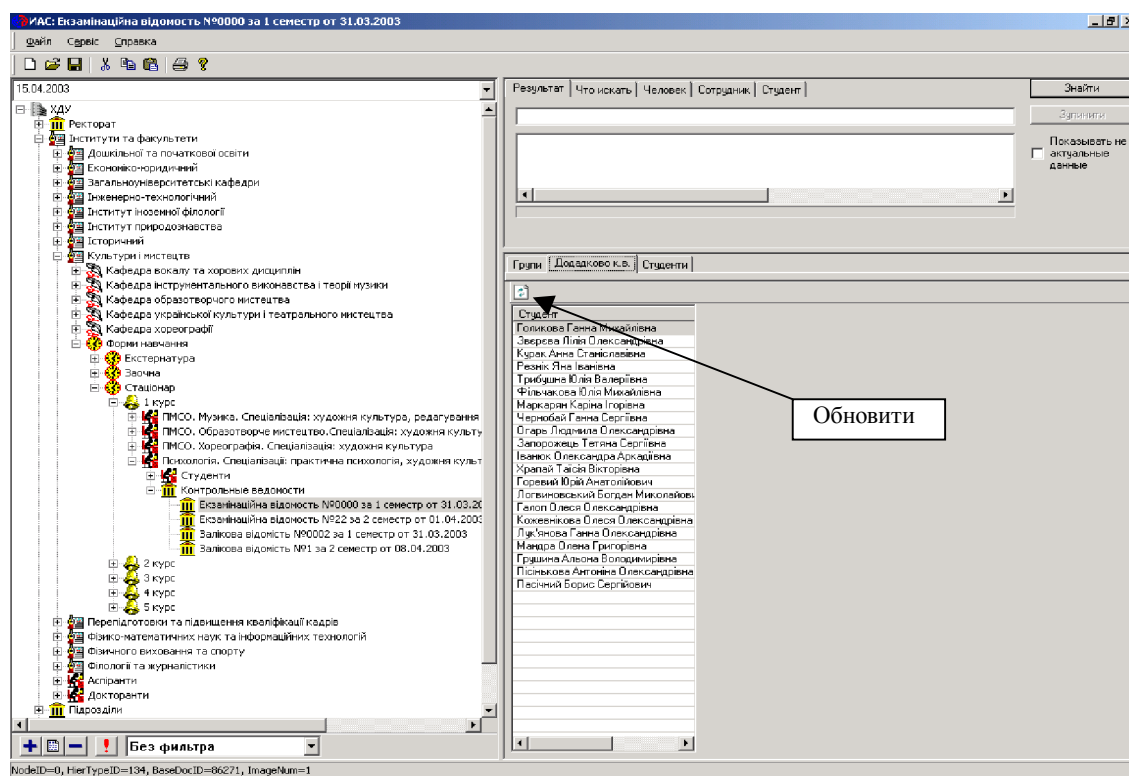 ИАС: Екзамінаційна відомость №0000 за 1 семестр от 31.03.2003
Файл Сервіс Справка
15.04.2003
ХДУ
Ректорат
Інститути та факультети
Дошкільної та початкової освіти
Економіко-юридичний
Загальноуніверситетські кафедри
Інженерно-технологічний
Інститут іноземної філології
Інститут природознавства
Історичний
Культури і мистецтв
Кафедра вокалу та хорових дисциплін
Кафедра інструментального виконавства і теорії музики
Кафедра образотворчого мистецтва
Кафедра української культури і театрального мистецтва
Кафедра хореографії
Форми навчання
Екстернатура
Заочна
Стаціонар
1 курс
ПМСО. Музика. Спеціалізація: художня культура, редагування
ПМСО. Образотворче мистецтво.Спеціалізація: художня культу
ПМСО. Хореографія. Спеціалізація: художня культура
Психологія. Спеціалізації: практична психологія, художня культ
Студенти
Контрольные ведомости
Екзамінаційна відомость №0000 за 1 семестр от 31.03.20
Екзамінаційна відомость №22 за 2 семестр от 01.04.2003
Залікова відомість №0002 за 1 семестр от 31.03.2003
Залікова відомість №1 за 2 семестр от 08.04.2003
2 курс
3 курс
4 курс
5 курс
Перепідготовки та підвищення кваліфікації кадрів
Фізико-математичних наук та інформаційних технологій
Фізичного виховання та спорту
Філології та журналістики
Аспіранти
Докторанти
Підрозділи
Без фильтра
NodeID=0, HierTypeID=134, BaseDocID=86271, ImageNum=1
Результат Что искать Человек Сотрудник Студент
Знайти
Зупинити
Показывать не
актуальные
данные
Групи Додадково к.в. Студенти
Студент
Голикова Ганна Михайлівна
Звєрєва Лілія Олександрівна
Курак Анна Станіславівна
Резнік Яна Іванівна
Трибушна Юлія Валеріївна
Фільчакова Юлія Михайлівна
Маркарян Каріна Ігорівна
Чернобай Ганна Сергіївна
Огарь Людмила Олександрівна
Запорожець Тетяна Сергіївна
Іванюк Олександра Аркадіївна
Храпай Таїсія Вікторівна
Горевий Юрій Анатолійович
Логвиновський Богдан Миколайови
Галоп Олеся Олександрівна
Кожевнікова Олеся Олександрівна
Лук'янова Ганна Олександрівна
Мандра Олена Григорівна
Грушина Альона Володимирівна
Пісінькова Антоніна Олександрівна
Пасічний Борис Сергійович
Обновити